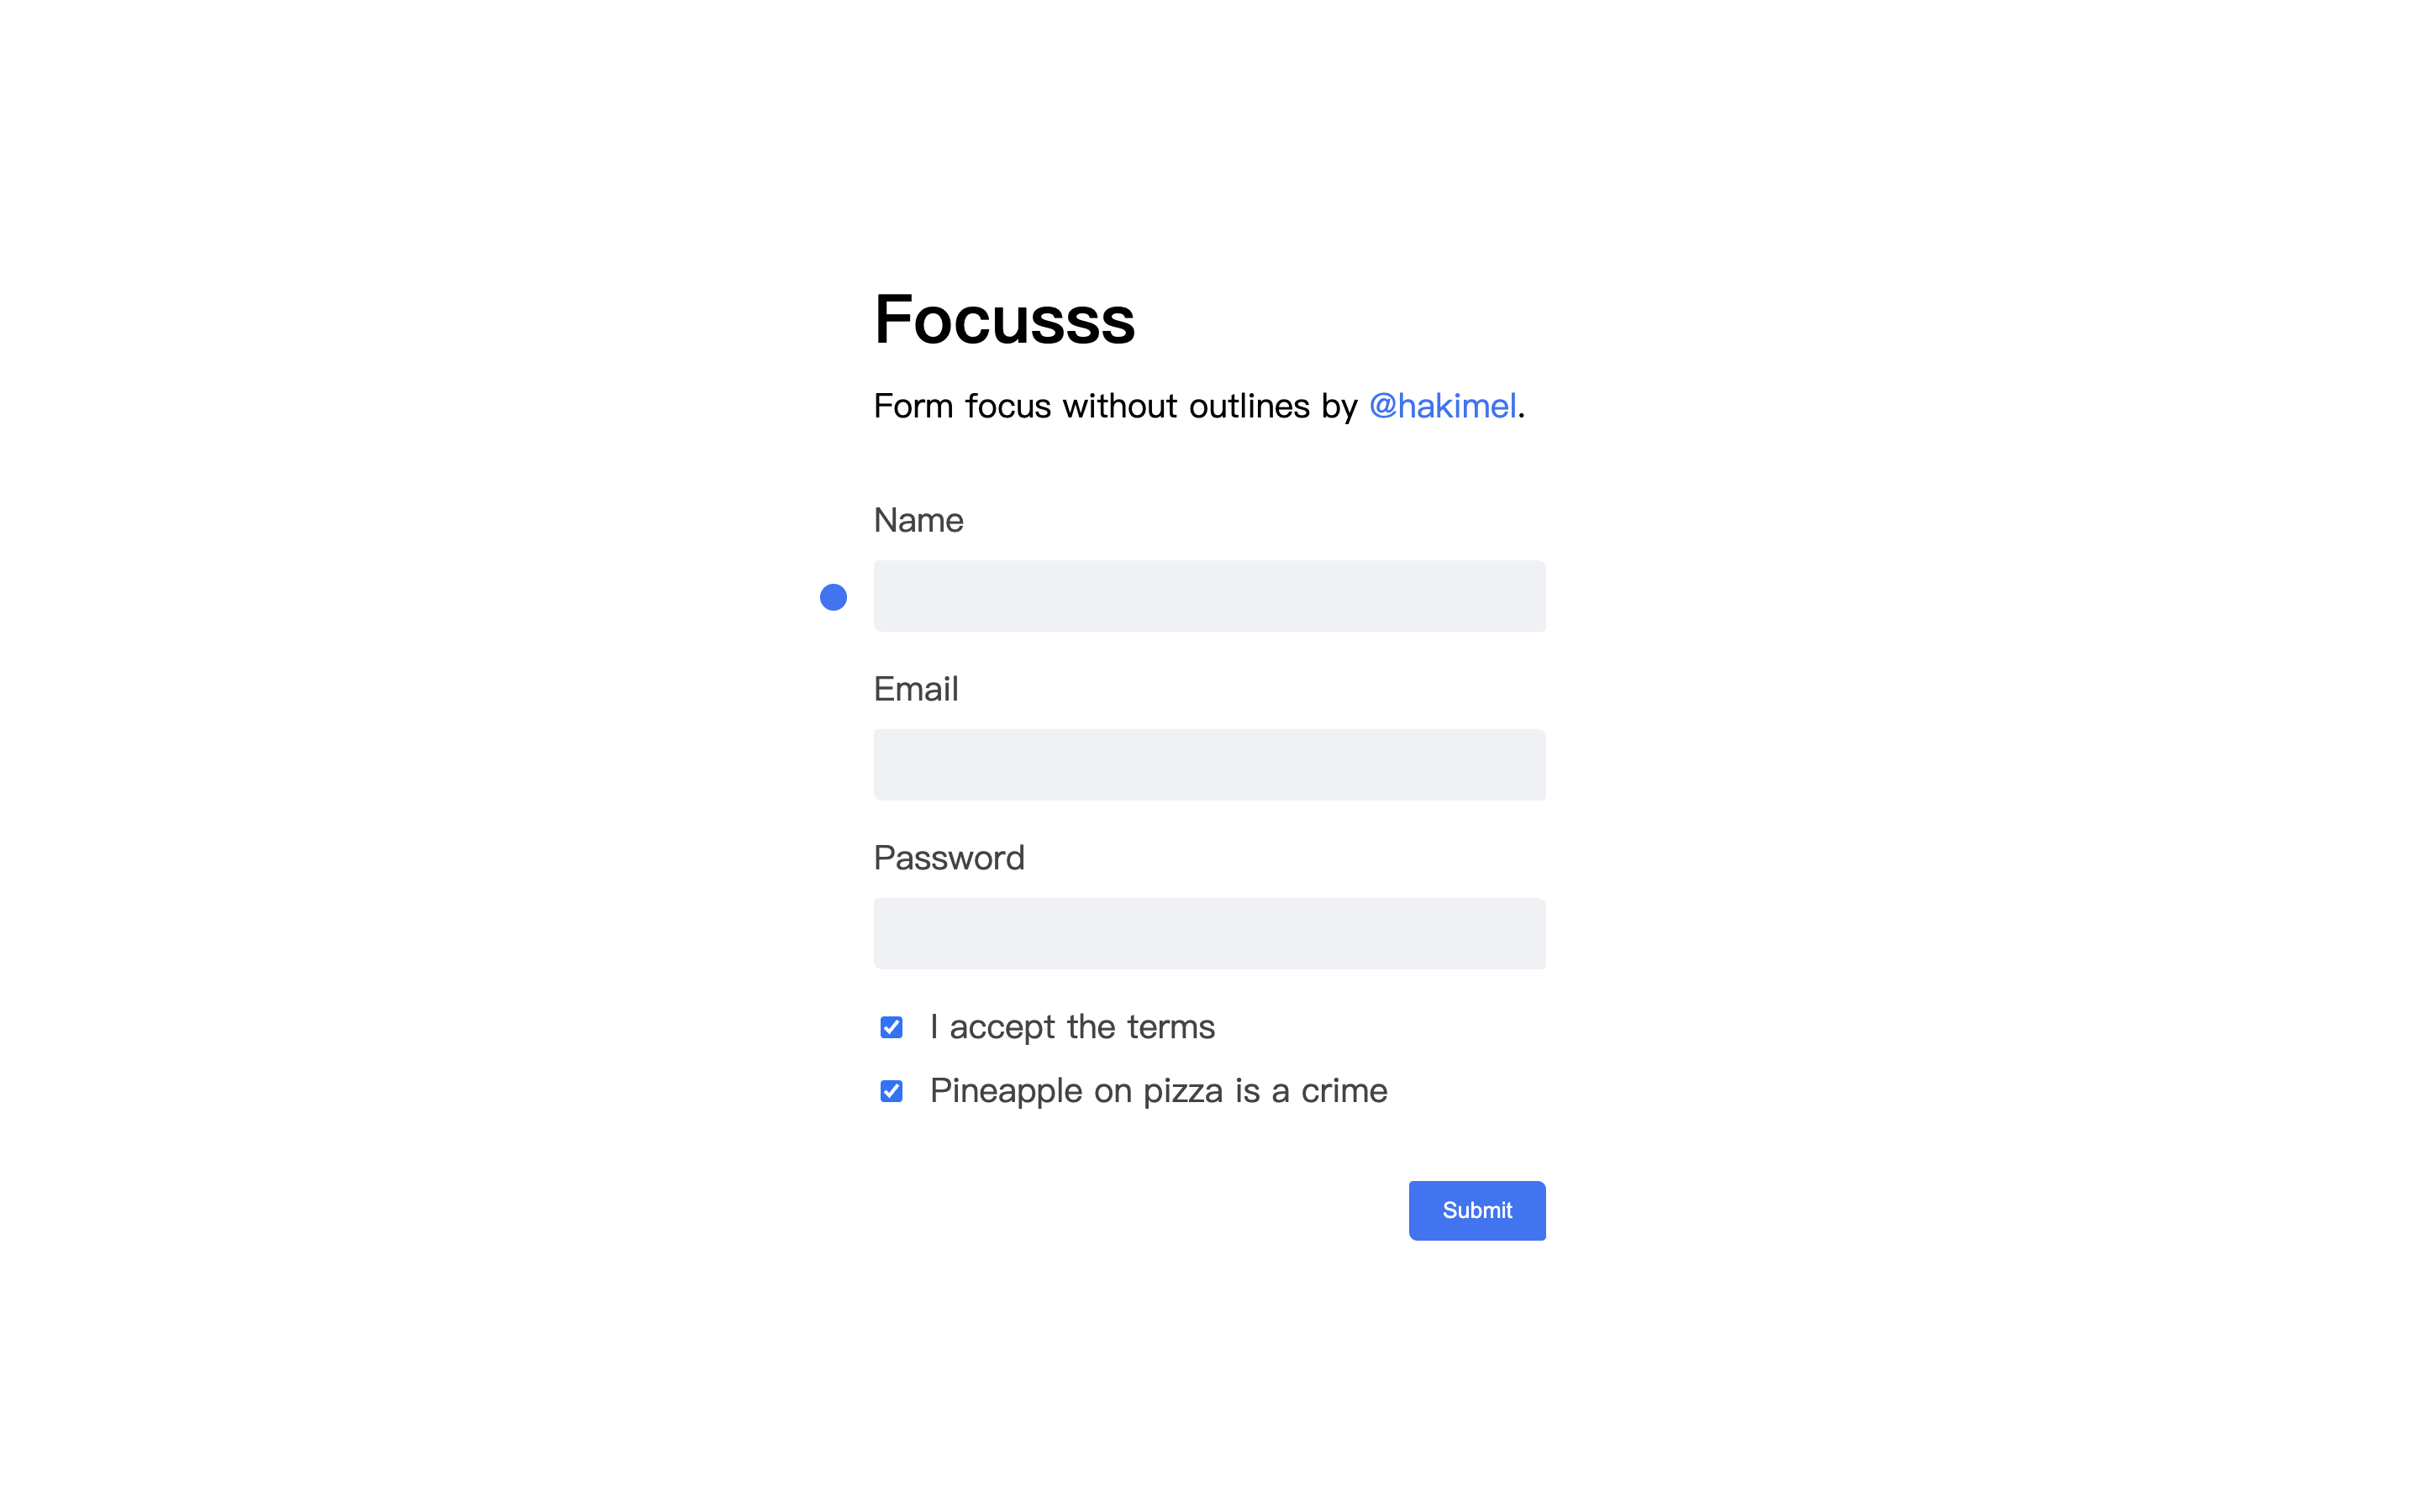 Focusss
Form focus without outlines by @hakimel.
Name
Email
Password
I accept the terms
Pineapple on pizza is a crime
Submit